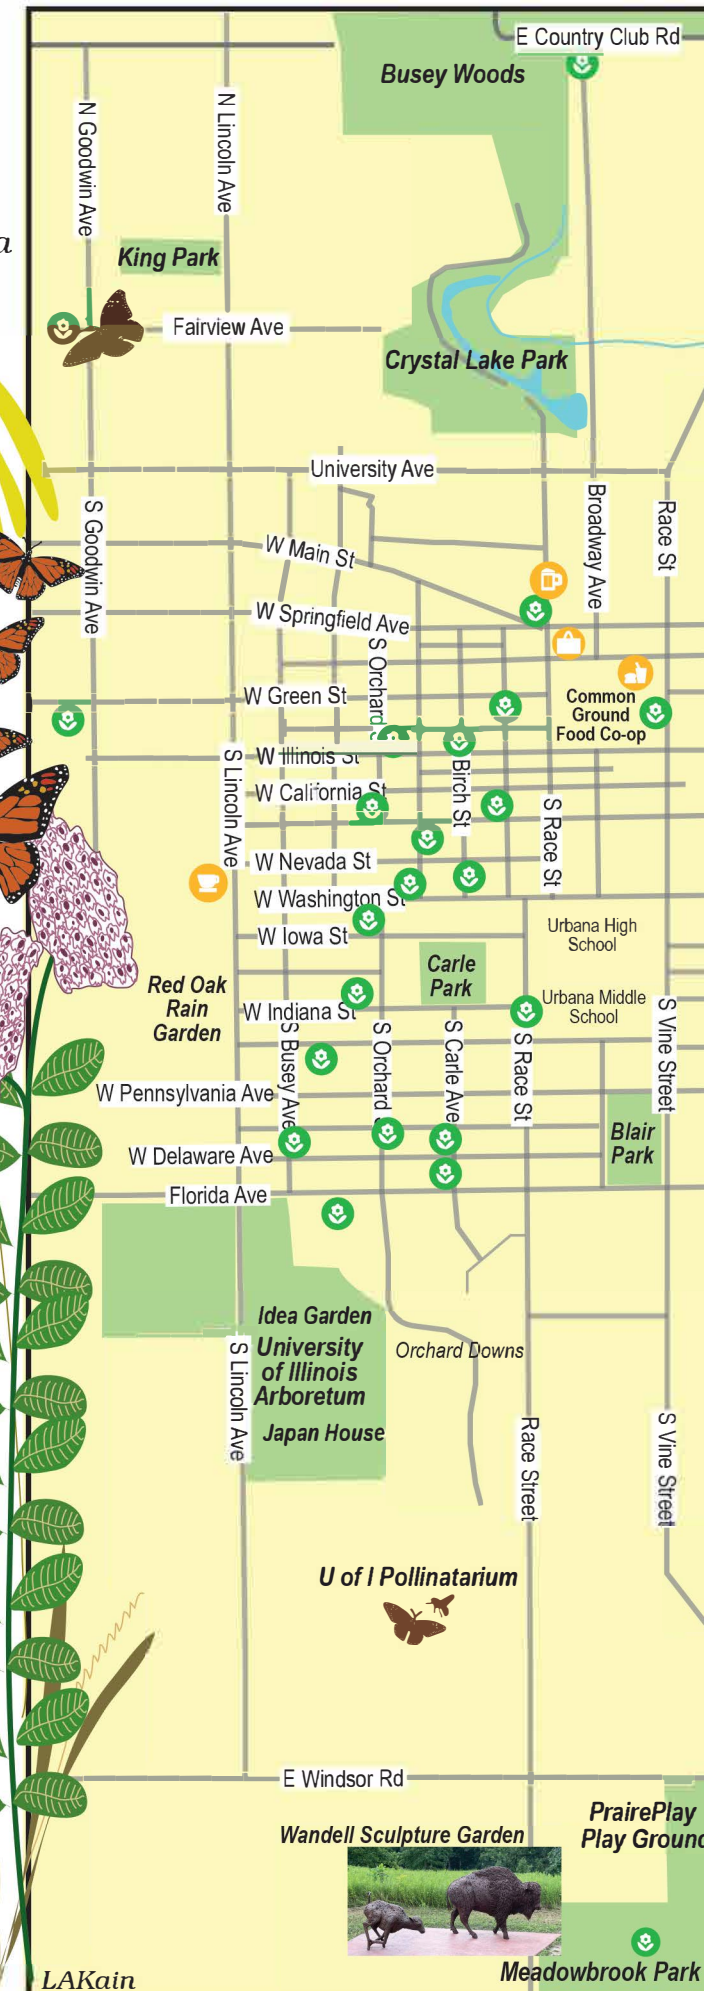 E Country Club Rd
Busey Woods
N Goodwin Ave
N Lincoln Ave
a
King Park
Fairview Ave
Crystal Lake Park
University Ave
S Goodwin Ave
Broadway Ave
Race St
W Main St
W Springfield Ave
S Orchard
W Green St
Common
Ground
Food Co-op
W Illinois St
S Lincoln Ave
Birch St
W California St
S Race St
W Nevada St
W Washington St
W Iowa St
Urbana High
School
Carle
Park
Red Oak
Rain
Garden
Urbana Middle
School
W Indiana St
S Busey Ave
S Orchard
S Carle Ave
S Race St
S Vine Street
W Pennsylvania Ave
Blair
Park
W Delaware Ave
Florida Ave
Idea Garden
University
of Illinois
Arboretum
Japan House
S Lincoln Ave
Orchard Downs
Race Street
S Vine Street
U of I Pollinatarium
E Windsor Rd
PrairePlay
Play Ground
Wandell Sculpture Garden
Meadowbrook Park
LAKain